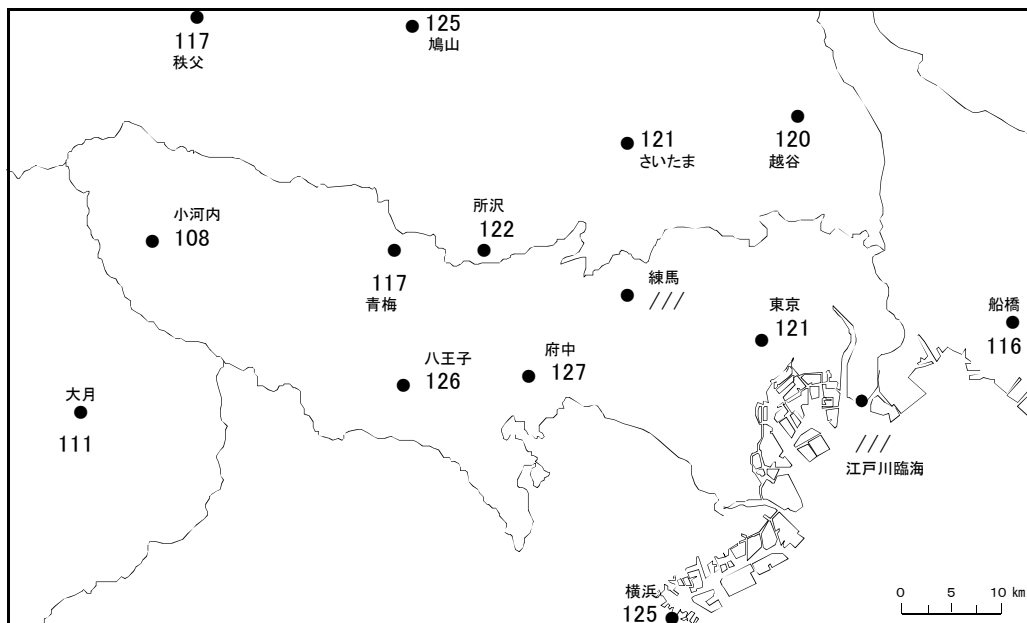 117
秩父
125
鳩山
121
さいたま
120
越谷
小河内
108
所沢
122
117
青梅
練馬
///
東京
121
船橋
116
八王子
126
府中
127
大月
111
///
江戸川臨海
横浜
125
0 5 10 km